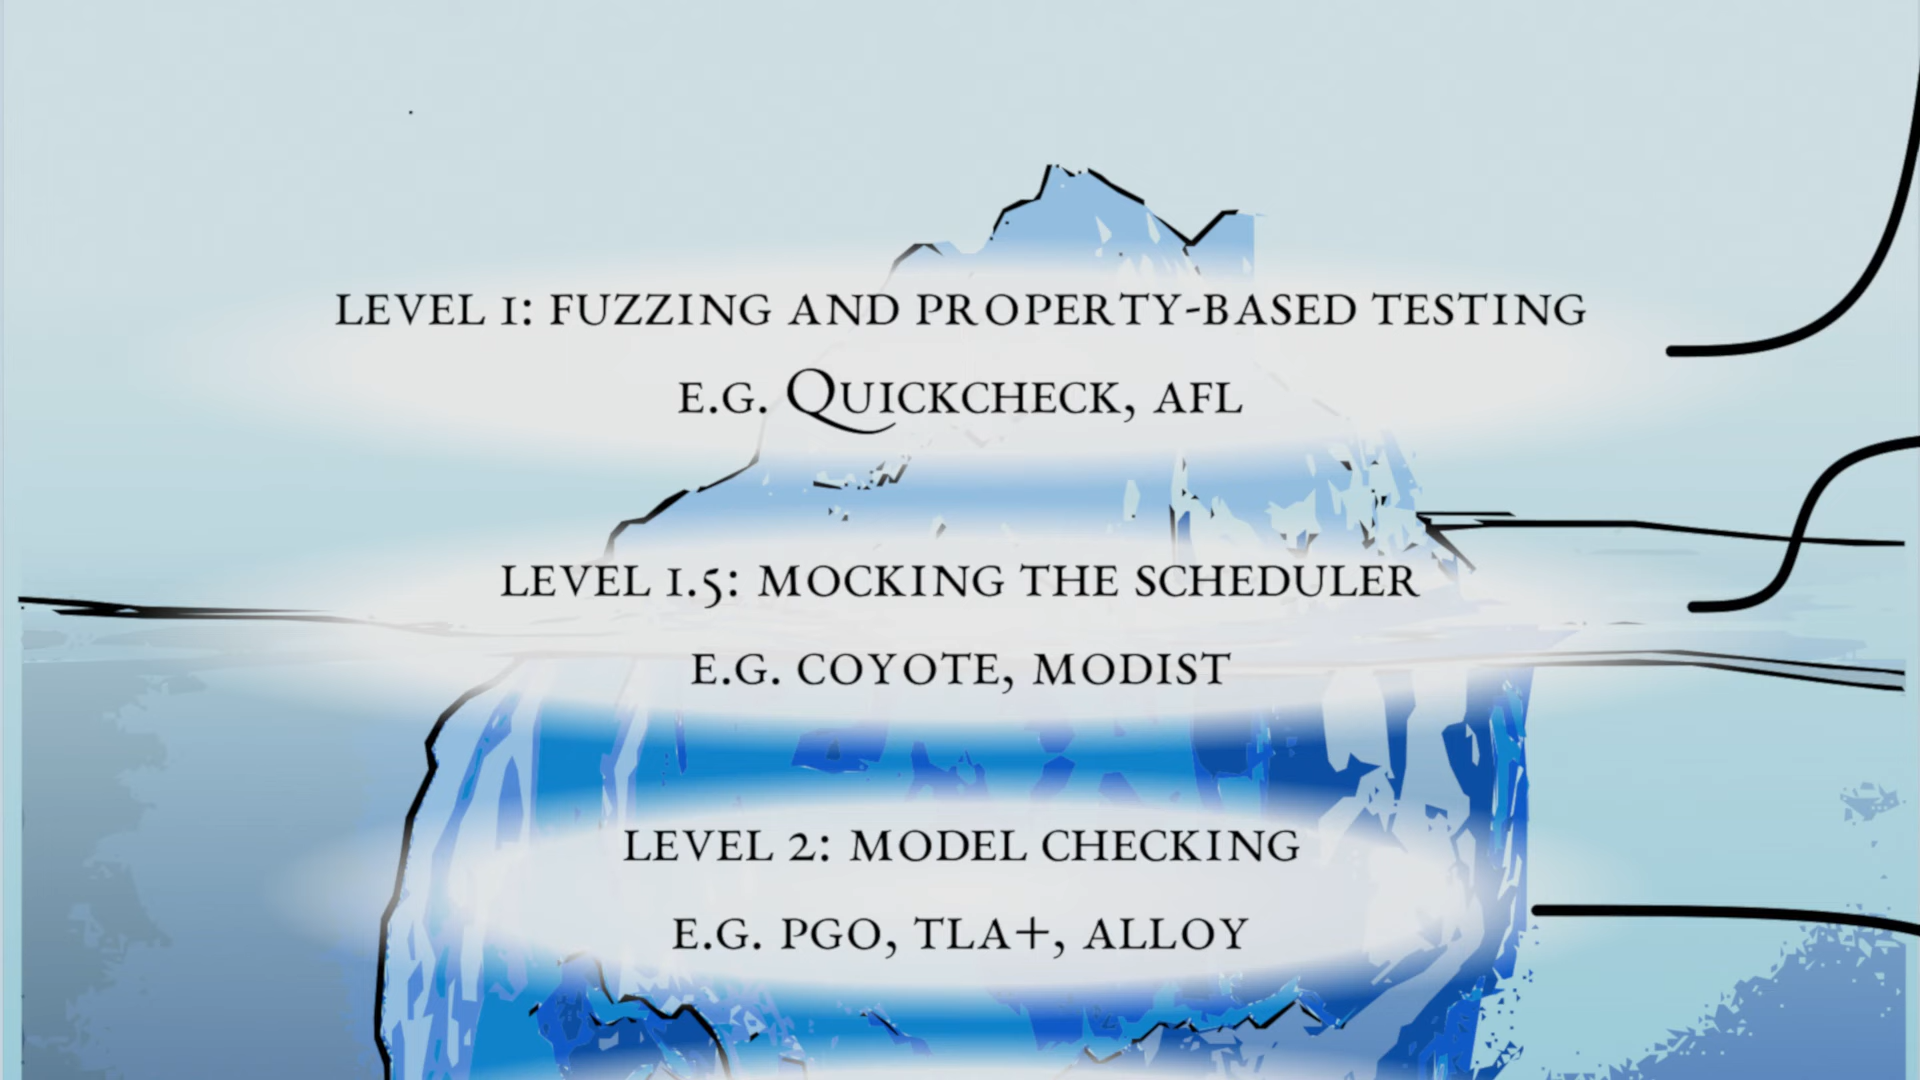 LEVEL 1: FUZZING AND PROPERTY-BASED TESTING
E.G. QUICKCHECK, AFL
LEVEL 1.5: MOCKING THE SCHEDULER
E.G. COYOTE, MODIST
LEVEL 2: MODEL CHECKING
E.G. PGO, TLA+, ALLOY